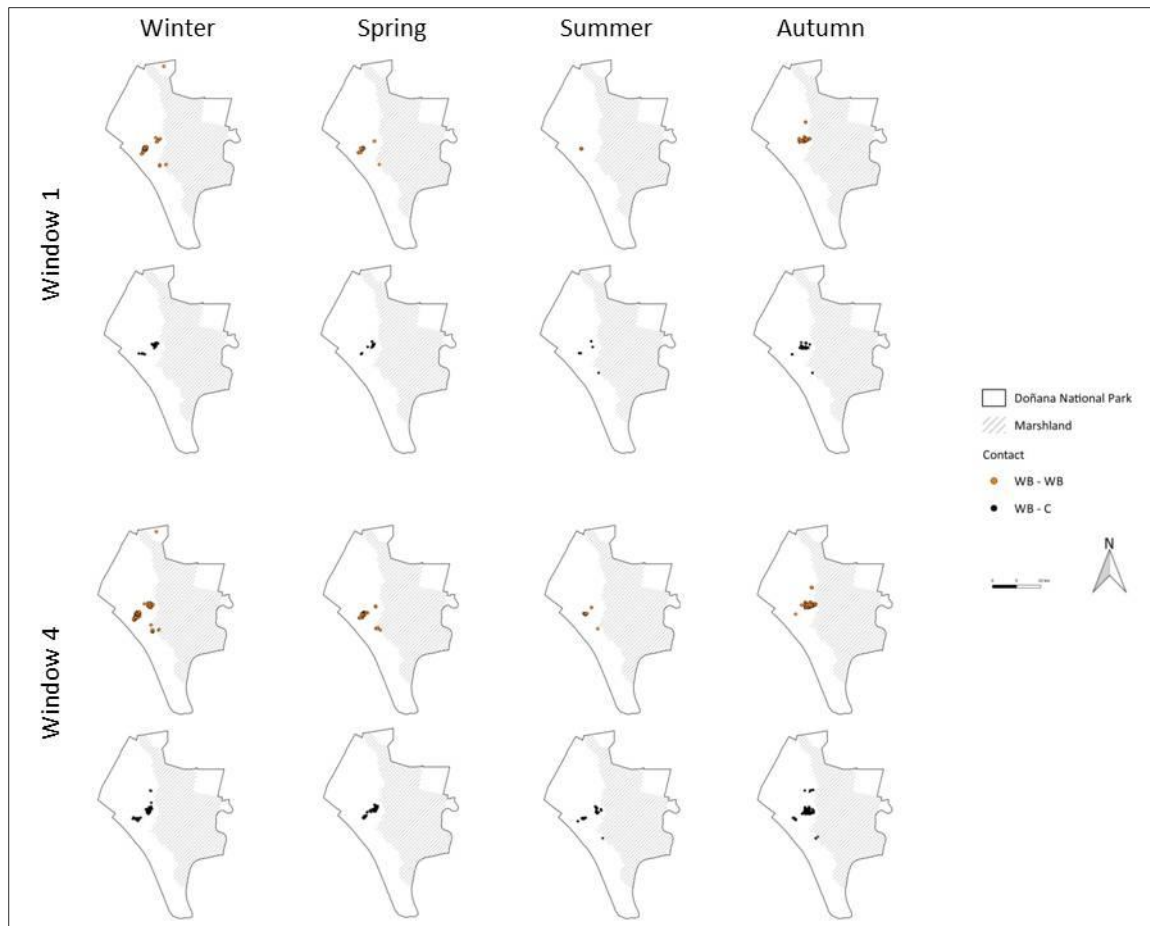 Winter Spring Summer Autumn
Window 1
Doñana National Park
Marshland
Contact
WB - WB
WB - C
N
Window 4